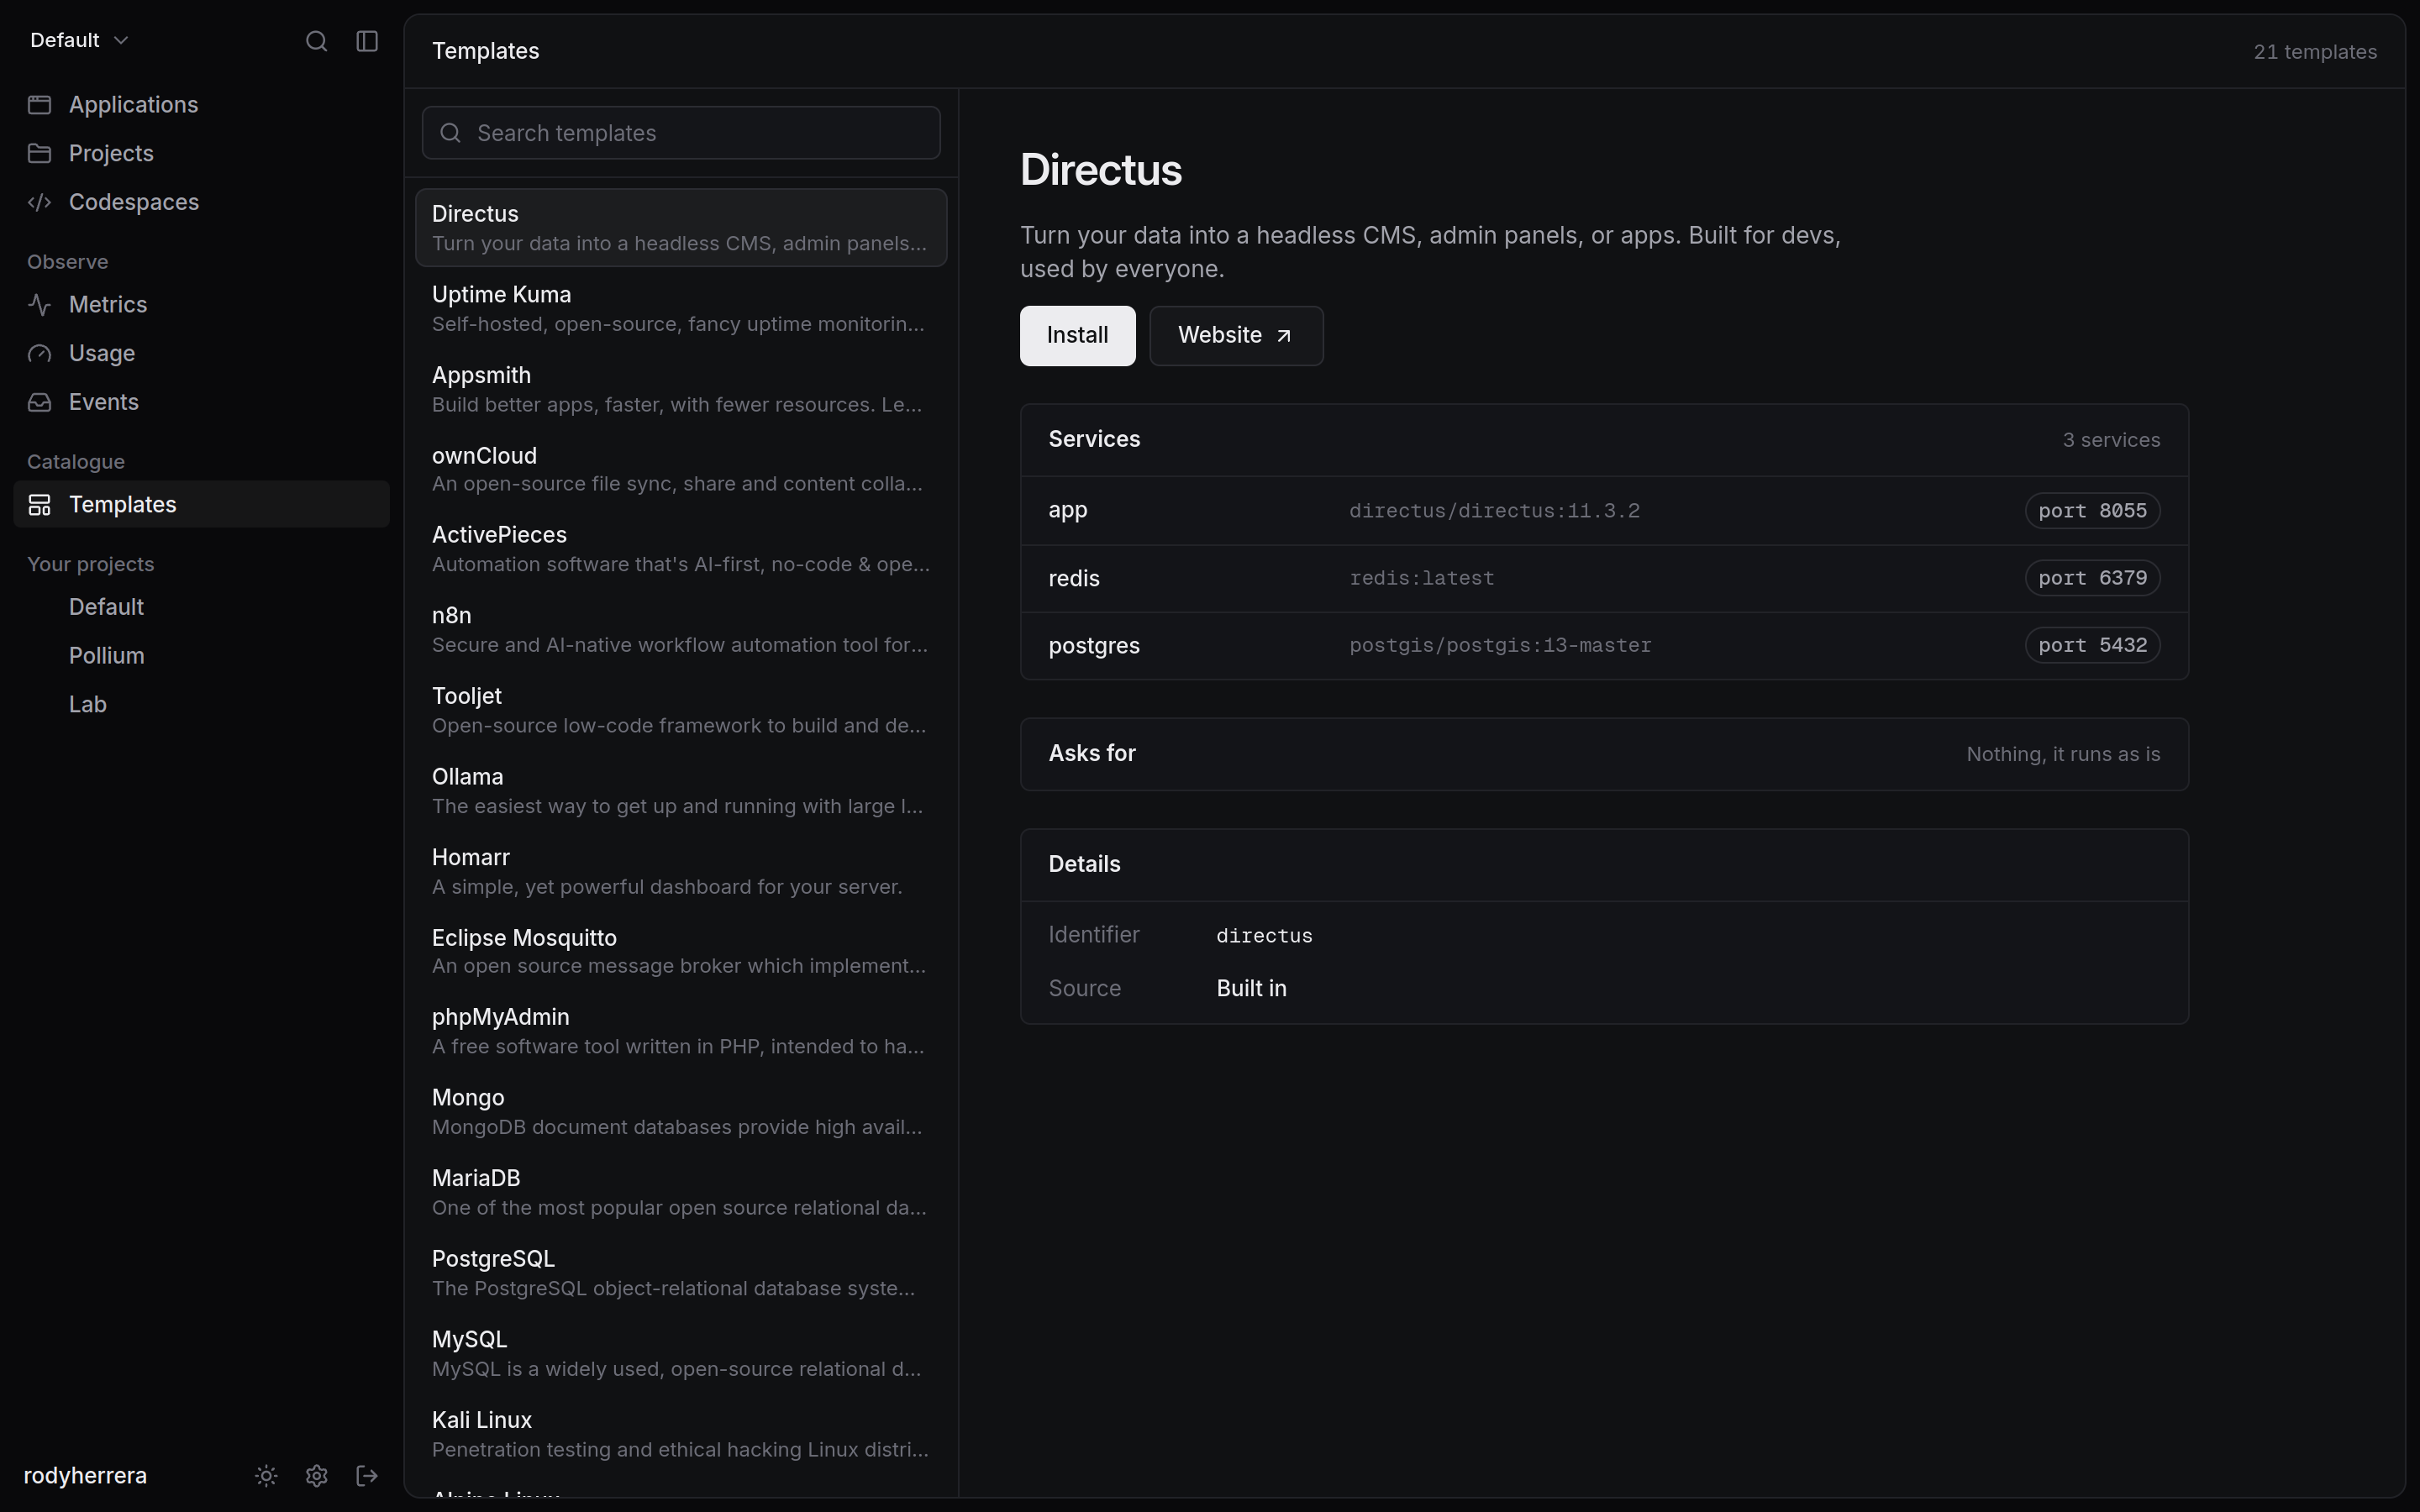 Default
Applications
Projects
Codespaces
Observe
Metrics
Usage
Events
Catalogue
Templates
Your projects
Default
Pollium
Lab
rodyherrera
Templates
21 templates
Search templates
Directus
Turn your data into a headless CMS, admin panels...
Uptime Kuma
Self-hosted, open-source, fancy uptime monitorin...
Appsmith
Build better apps, faster, with fewer resources. Le...
ownCloud
An open-source file sync, share and content colla...
ActivePieces
Automation software that's AI-first, no-code & ope...
n8n
Secure and AI-native workflow automation tool for...
Tooljet
Open-source low-code framework to build and de...
Ollama
The easiest way to get up and running with large l...
Homarr
A simple, yet powerful dashboard for your server.
Eclipse Mosquitto
An open source message broker which implement...
phpMyAdmin
A free software tool written in PHP, intended to ha...
Mongo
MongoDB document databases provide high avail...
MariaDB
One of the most popular open source relational da...
PostgreSQL
The PostgreSQL object-relational database syste...
MySQL
MySQL is a widely used, open-source relational d...
Kali Linux
Penetration testing and ethical hacking Linux distri...
Directus
Turn your data into a headless CMS, admin panels, or apps. Built for devs,
used by everyone.
Install
Website
Services
3 services
app directus/directus:11.3.2 port 8055
redis redis:latest port 6379
postgres postgis/postgis:13-master port 5432
Asks for
Nothing, it runs as is
Details
Identifier directus
Source Built in